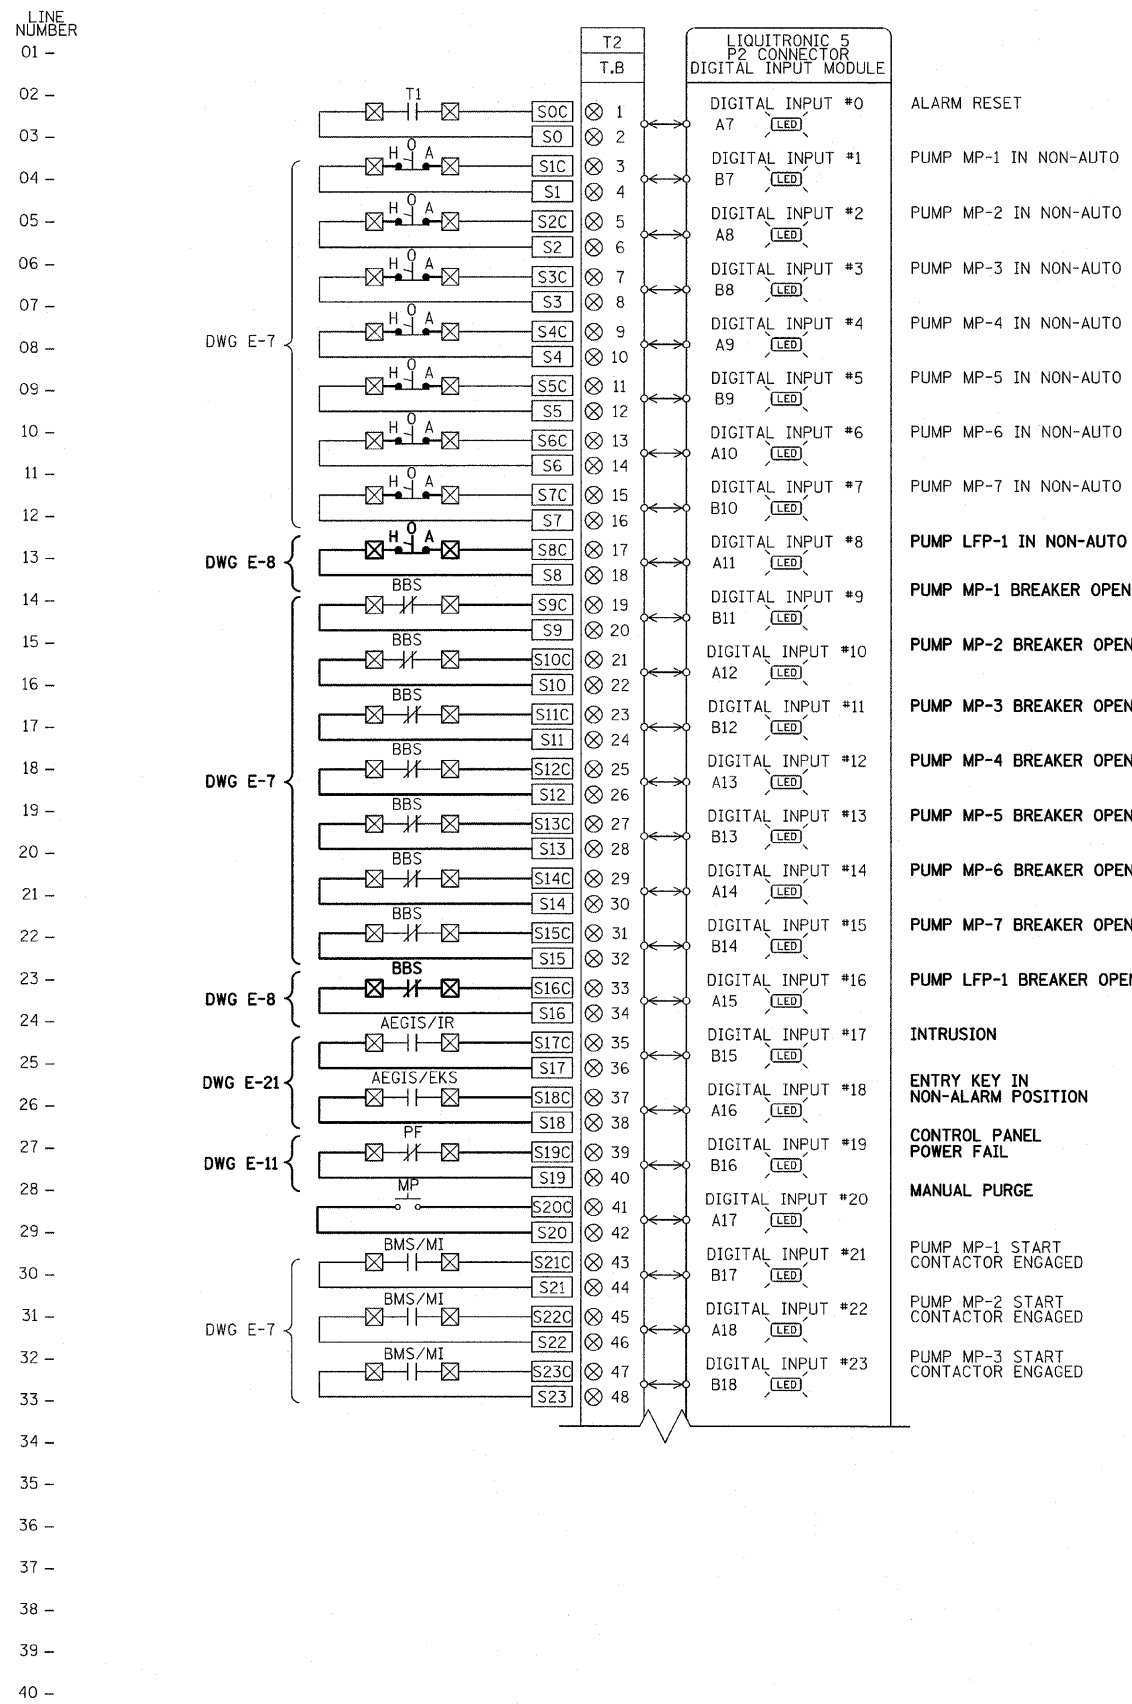 LINE
NUMBER
01 –
T2
T.B
LIQUITRONIC 5
P2 CONNECTOR
DIGITAL INPUT MODULE
02 –
T1
S0C 1
DIGITAL INPUT #0
ALARM RESET
A7 LED
03 –
S0 2
H O A
S1C 3
DIGITAL INPUT #1
PUMP MP-1 IN NON-AUTO
B7 LED
04 –
S1 4
H O A
05 –
S2C 5
DIGITAL INPUT #2
PUMP MP-2 IN NON-AUTO
A8 LED
S2 6
06 –
H O A
S3C 7
DIGITAL INPUT #3
PUMP MP-3 IN NON-AUTO
B8 LED
07 –
S3 8
H O A
DWG E-7
S4C 9
DIGITAL INPUT #4
PUMP MP-4 IN NON-AUTO
A9 LED
08 –
S4 10
H O A
09 –
S5C 11
DIGITAL INPUT #5
PUMP MP-5 IN NON-AUTO
B9 LED
S5 12
10 –
H O A
S6C 13
DIGITAL INPUT #6
PUMP MP-6 IN NON-AUTO
A10 LED
11 –
S6 14
H O A
S7C 15
DIGITAL INPUT #7
PUMP MP-7 IN NON-AUTO
B10 LED
12 –
S7 16
H O A
13 –
DWG E-8
S8C 17
DIGITAL INPUT #8
PUMP LFP-1 IN NON-AUTO
A11 LED
S8 18
14 –
BBS
S9C 19
DIGITAL INPUT #9
PUMP MP-1 BREAKER OPEN
B11 LED
S9 20
15 –
BBS
S10C 21
DIGITAL INPUT #10
PUMP MP-2 BREAKER OPEN
A12 LED
16 –
S10 22
BBS
S11C 23
DIGITAL INPUT #11
PUMP MP-3 BREAKER OPEN
B12 LED
17 –
S11 24
BBS
18 –
S12C 25
DIGITAL INPUT #12
PUMP MP-4 BREAKER OPEN
DWG E-7
A13 LED
S12 26
19 –
BBS
S13C 27
DIGITAL INPUT #13
PUMP MP-5 BREAKER OPEN
B13 LED
20 –
S13 28
BBS
S14C 29
DIGITAL INPUT #14
PUMP MP-6 BREAKER OPEN
A14 LED
21 –
S14 30
BBS
22 –
S15C 31
DIGITAL INPUT #15
PUMP MP-7 BREAKER OPEN
B14 LED
S15 32
23 –
BBS
DWG E-8
S16C 33
DIGITAL INPUT #16
PUMP LFP-1 BREAKER OPEN
A15 LED
24 –
S16 34
AEGIS/IR
S17C 35
DIGITAL INPUT #17
INTRUSION
B15 LED
25 –
S17 36
DWG E-21
AEGIS/EKS
S18C 37
DIGITAL INPUT #18
ENTRY KEY IN
NON-ALARM POSITION
A16 LED
26 –
S18 38
27 –
PF
DWG E-11
S19C 39
DIGITAL INPUT #19
CONTROL PANEL
POWER FAIL
B16 LED
S19 40
28 –
MP
S20C 41
DIGITAL INPUT #20
MANUAL PURGE
A17 LED
29 –
S20 42
BMS/MI
S21C 43
DIGITAL INPUT #21
PUMP MP-1 START
CONTACTOR ENGAGED
B17 LED
30 –
S21 44
BMS/MI
31 –
S22C 45
DIGITAL INPUT #22
PUMP MP-2 START
CONTACTOR ENGAGED
DWG E-7
A18 LED
S22 46
32 –
BMS/MI
S23C 47
DIGITAL INPUT #23
PUMP MP-3 START
CONTACTOR ENGAGED
B18 LED
33 –
S23 48
34 –
35 –
36 –
37 –
38 –
39 –
40 –